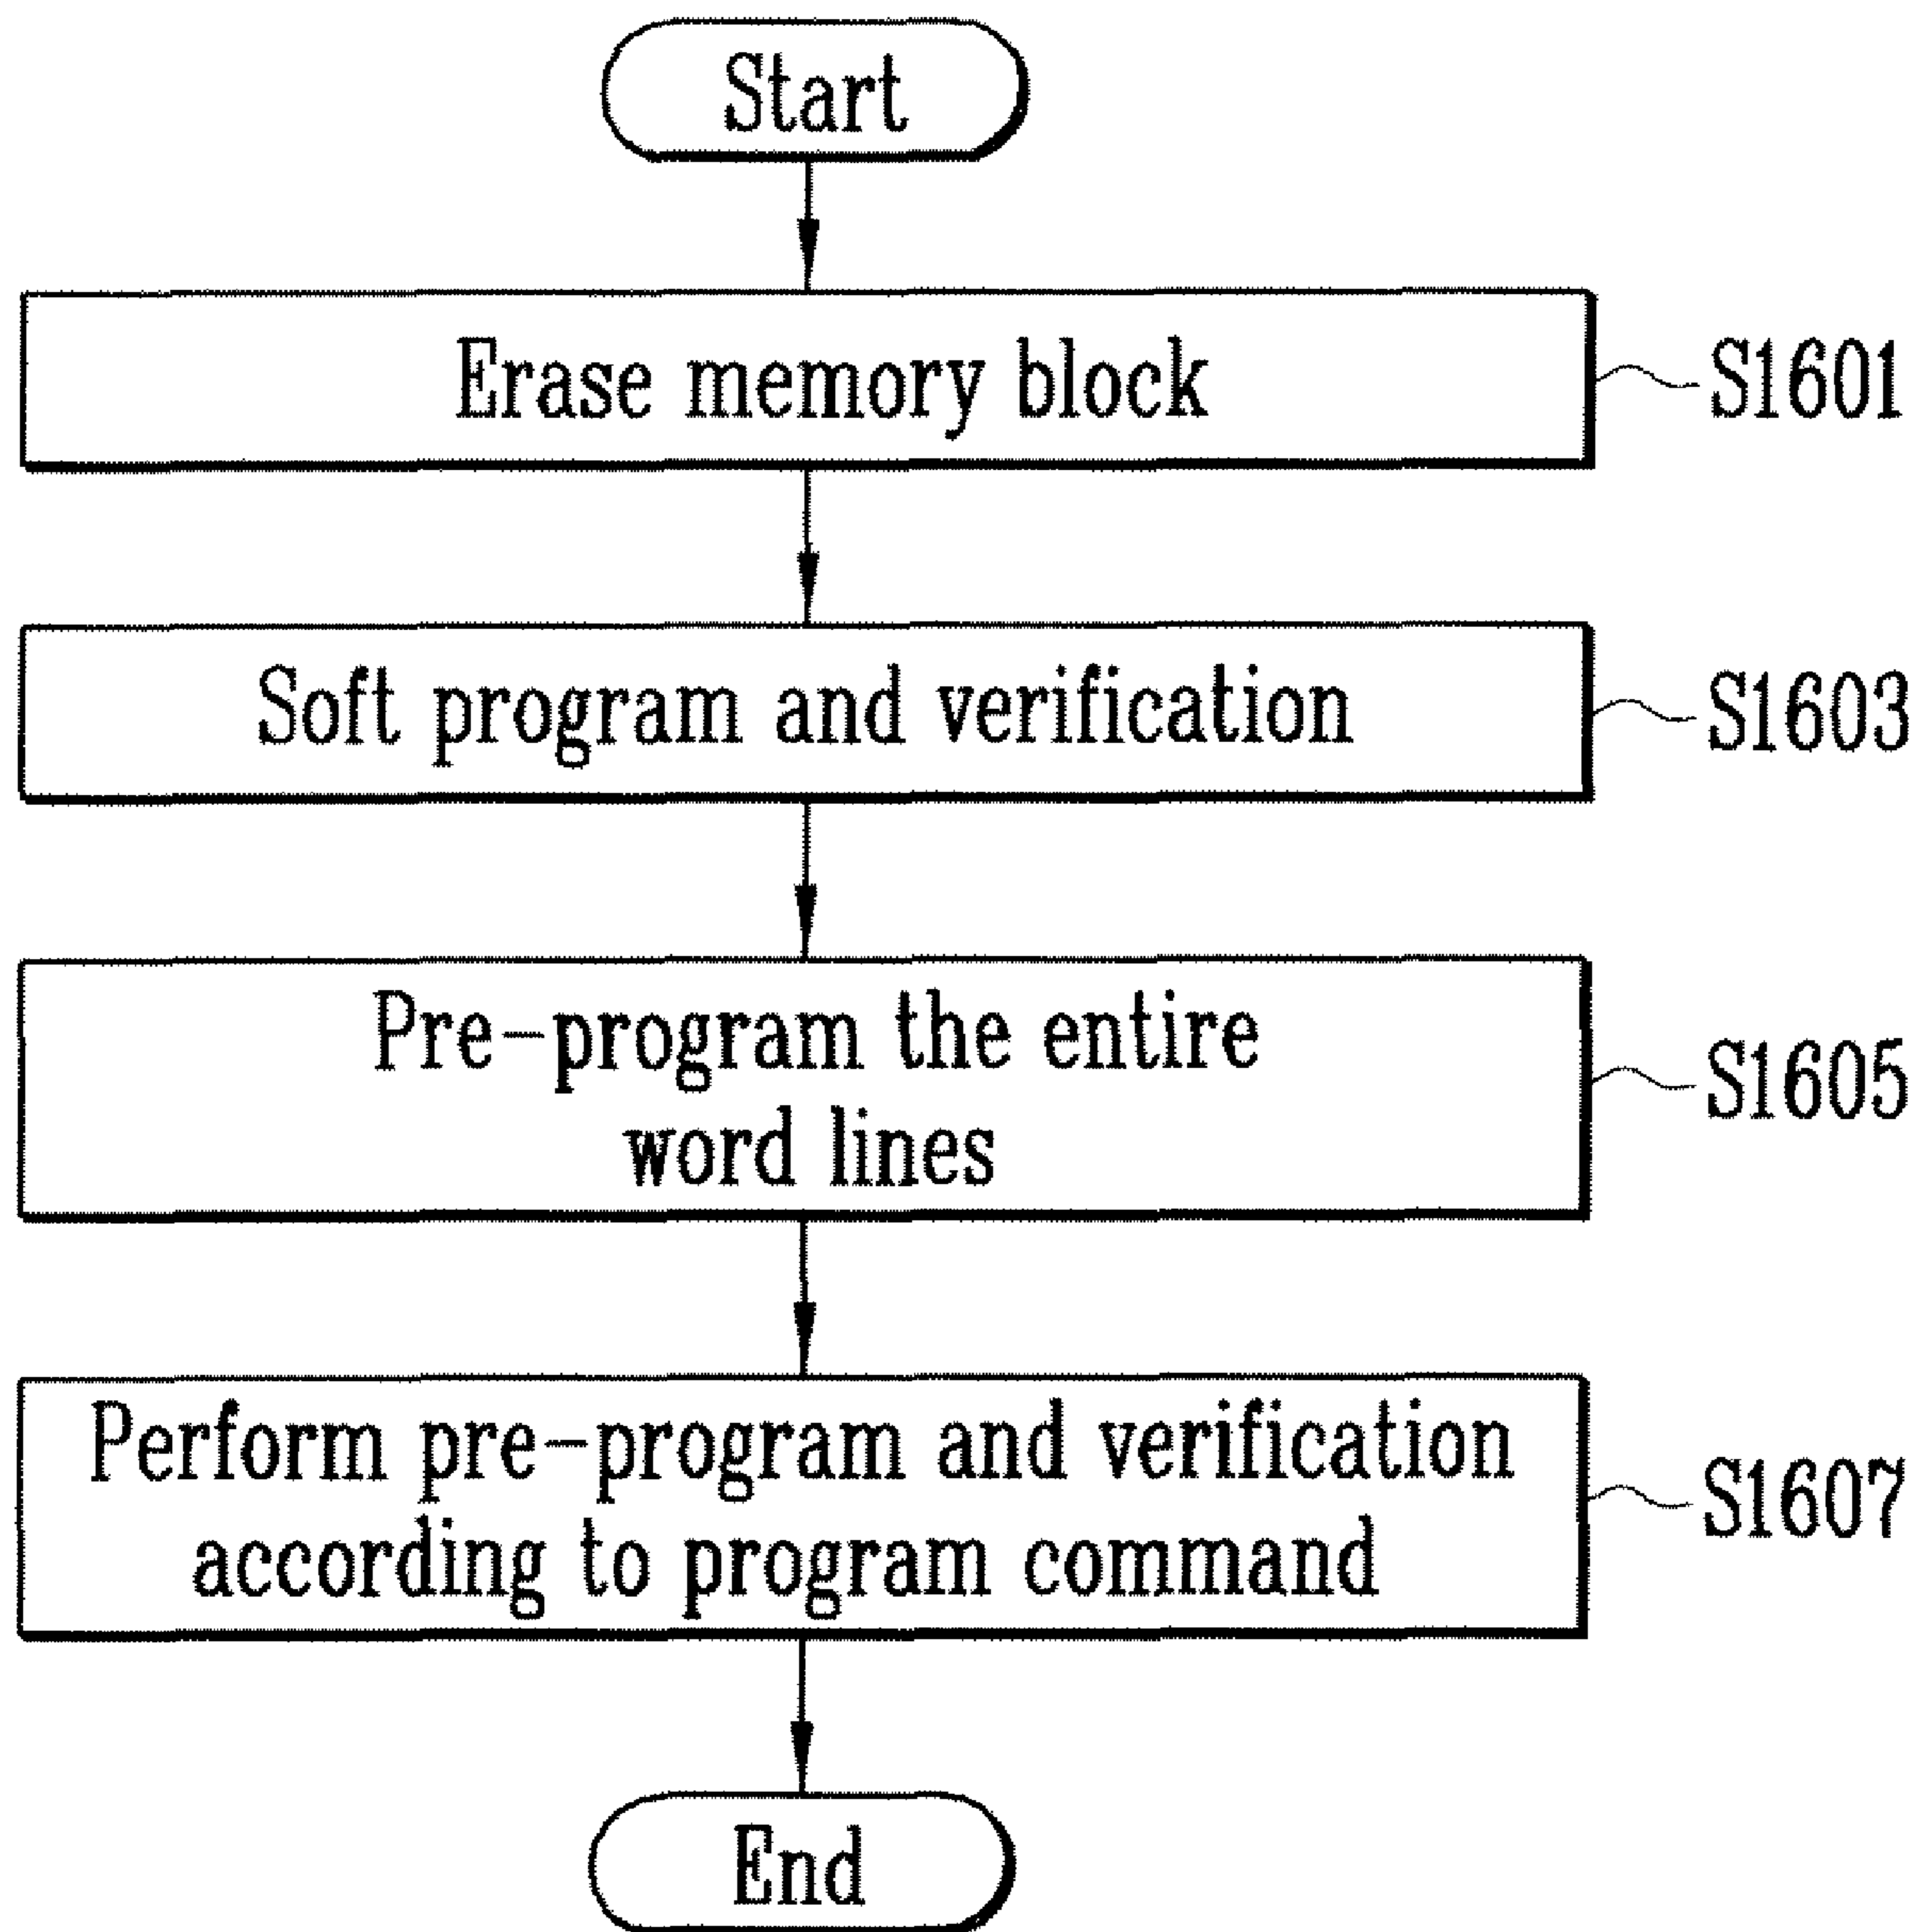 Start
Erase memory block
S1601
Soft program and verification
S1603
Pre-program the entire
word lines
S1605
Perform pre-program and verification
according to program command
S1607
End